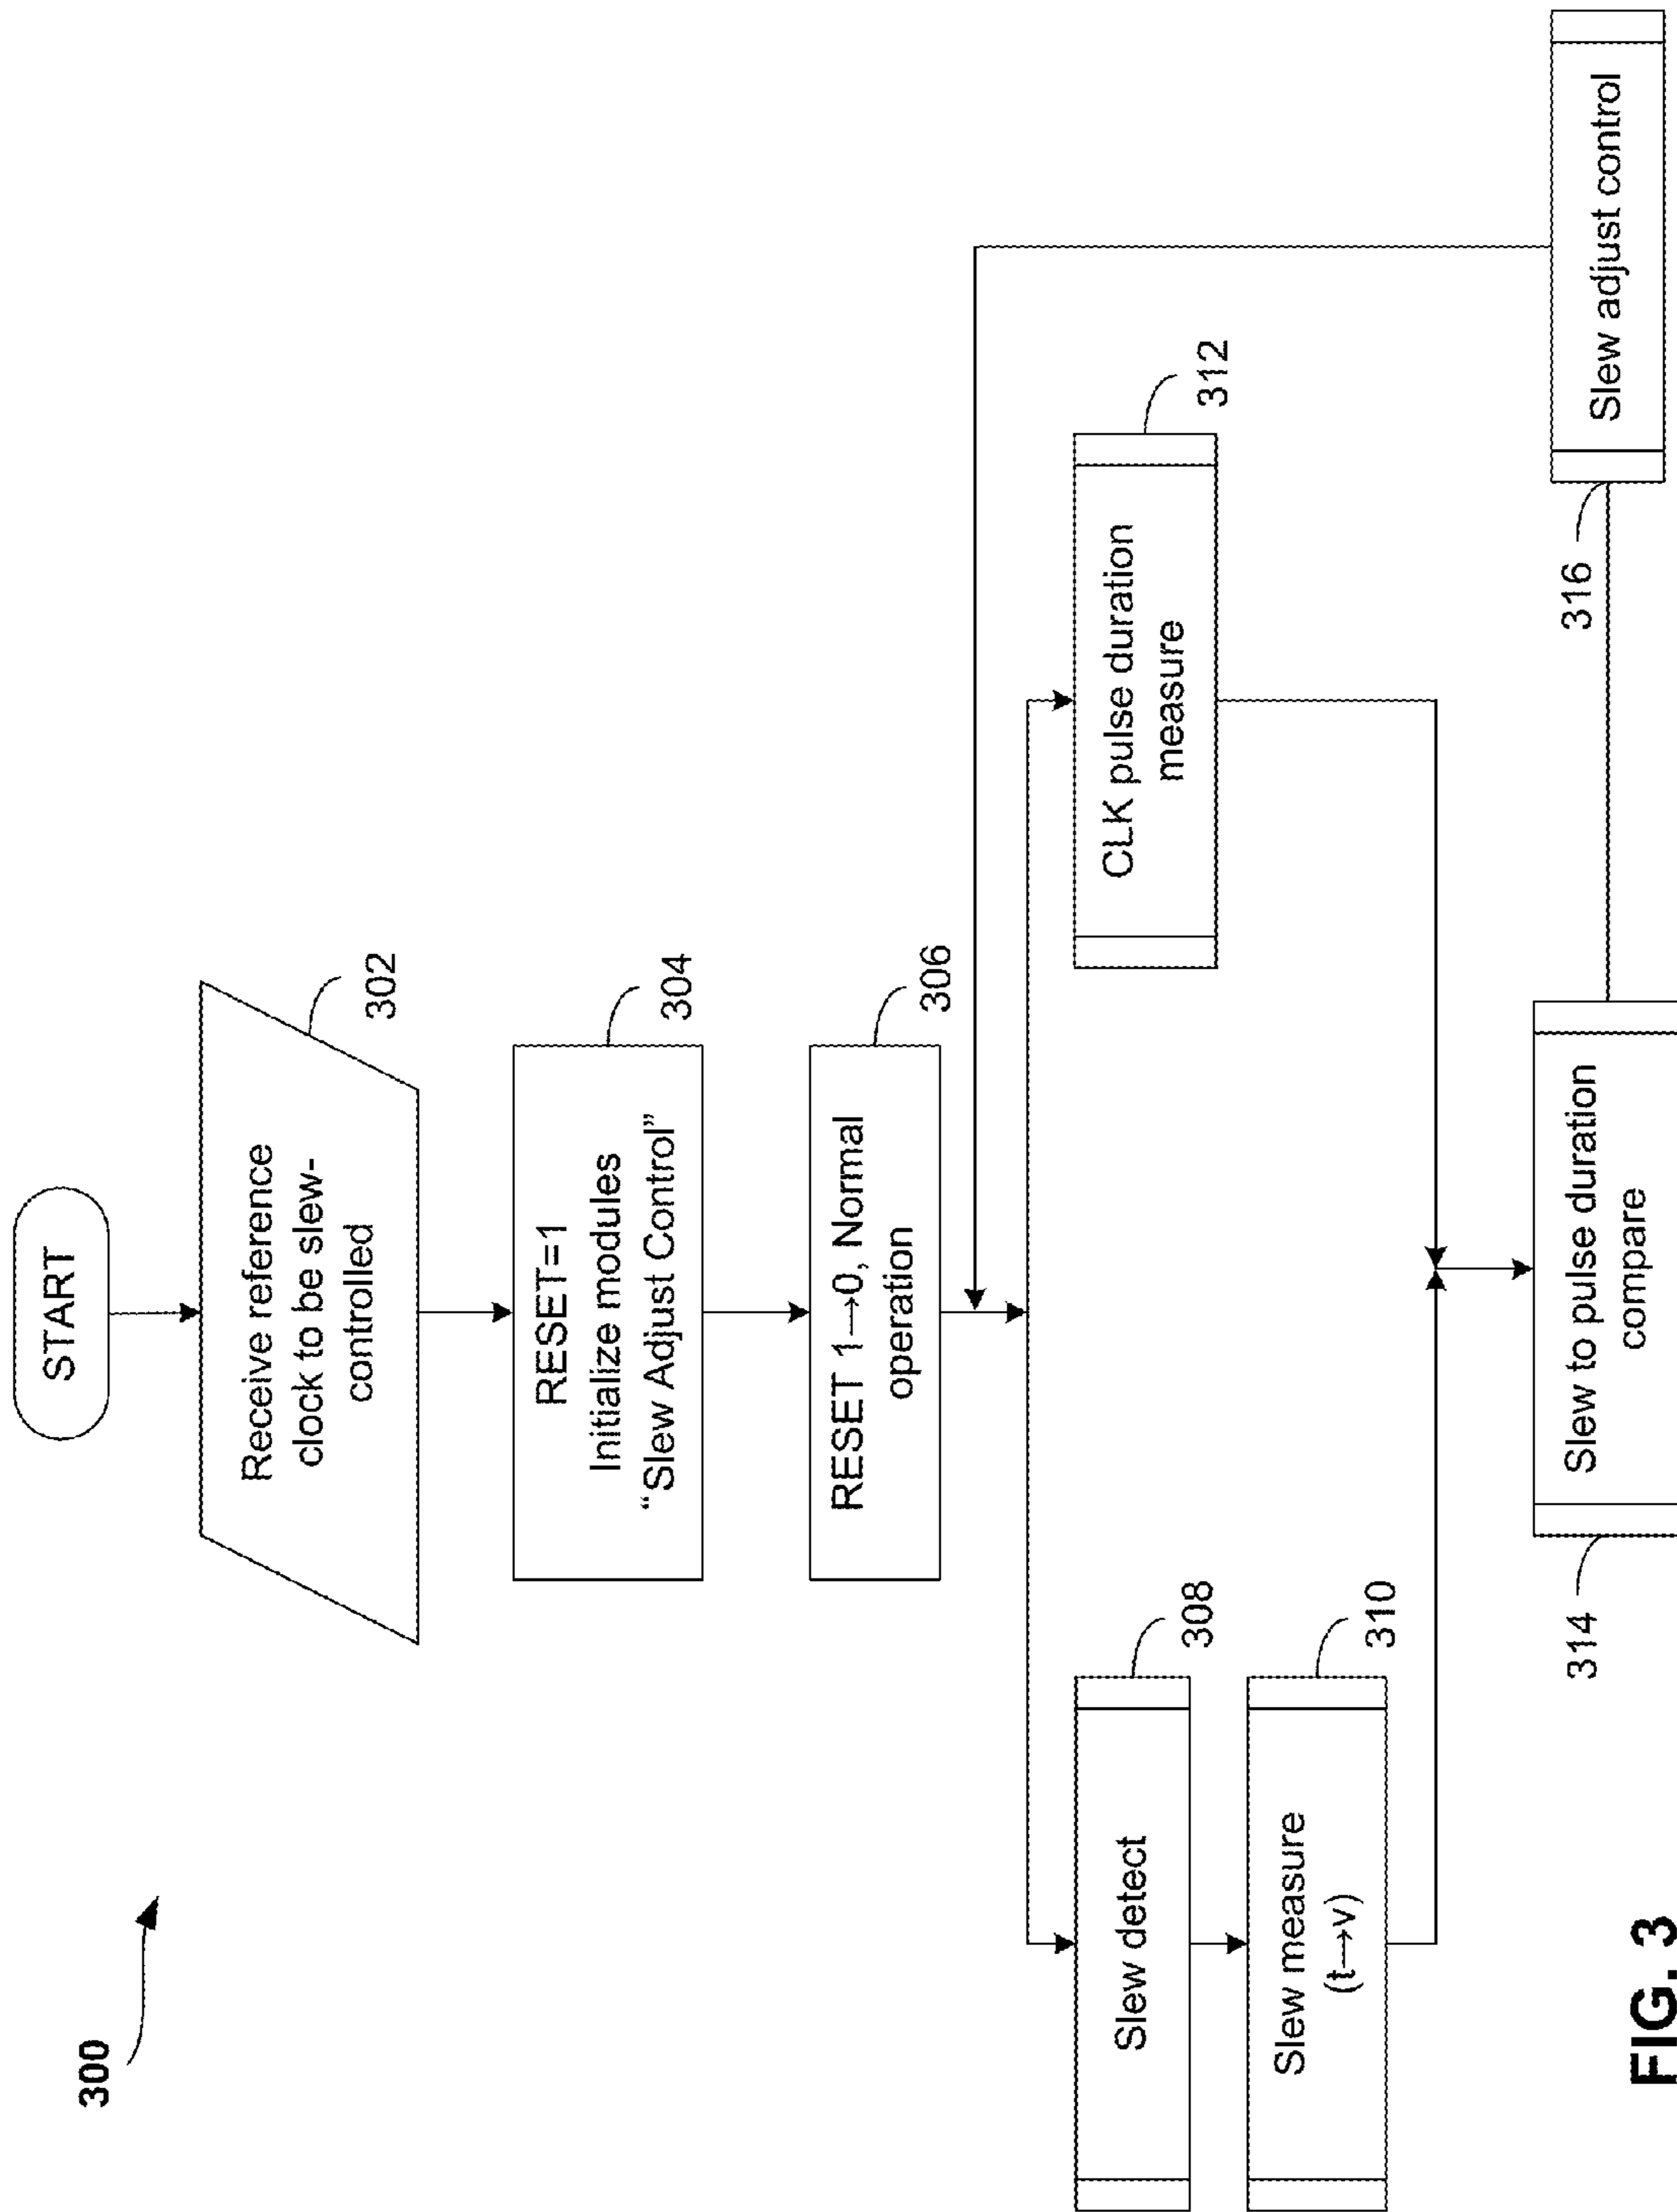 300
START
Receive reference
clock to be slew-
controlled
302
RESET=1
Initialize modules
“Slew Adjust Control”
304
RESET 1→0, Normal
operation
306
Slew detect
308
Slew measure
(t→v)
310
CLK pulse duration
measure
312
Slew to pulse duration
compare
314
Slew adjust control
316
FIG. 3